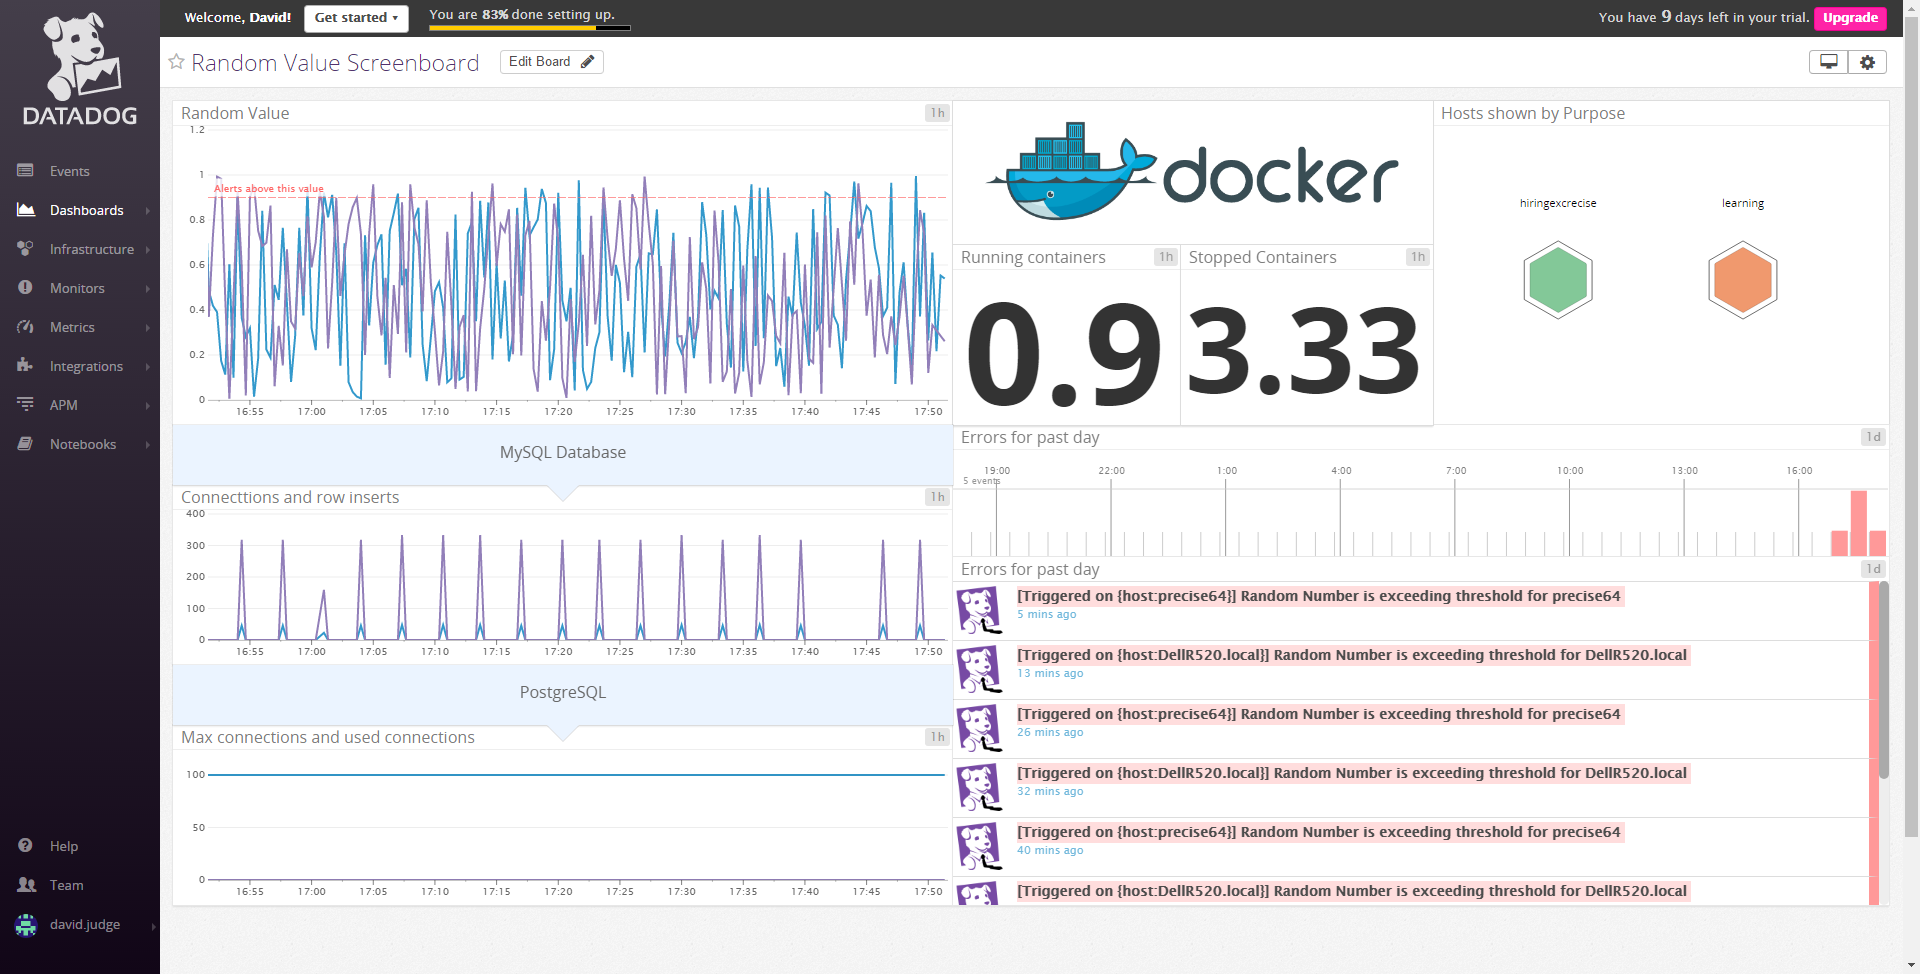 Welcome, David!
Get started
You are 83% done setting up.
You have 9 days left in your trial.
Upgrade
DATADOG
Events
Dashboards
Infrastructure
Monitors
Metrics
Integrations
APM
Notebooks
Help
Team
david.judge
Random Value Screenboard
Edit Board
Random Value
1h
1.2
1
0.8
0.6
0.4
0.2
0
Alerts above this value
16:55 17:00 17:05 17:10 17:15 17:20 17:25 17:30 17:35 17:40 17:45 17:50
MySQL Database
Connecttions and row inserts
1h
400
300
200
100
0
16:55 17:00 17:05 17:10 17:15 17:20 17:25 17:30 17:35 17:40 17:45 17:50
PostgreSQL
Max connections and used connections
1h
100
50
0
16:55 17:00 17:05 17:10 17:15 17:20 17:25 17:30 17:35 17:40 17:45 17:50
docker
Running containers
1h
0.9
Stopped Containers
1h
3.33
Hosts shown by Purpose
hiringexcrecise
learning
Errors for past day
1d
19:00 22:00 1:00 4:00 7:00 10:00 13:00 16:00
5 events
Errors for past day
1d
[Triggered on {host:precise64}] Random Number is exceeding threshold for precise64
5 mins ago
[Triggered on {host:DellR520.local}] Random Number is exceeding threshold for DellR520.local
13 mins ago
[Triggered on {host:precise64}] Random Number is exceeding threshold for precise64
26 mins ago
[Triggered on {host:DellR520.local}] Random Number is exceeding threshold for DellR520.local
32 mins ago
[Triggered on {host:precise64}] Random Number is exceeding threshold for precise64
40 mins ago
[Triggered on {host:DellR520.local}] Random Number is exceeding threshold for DellR520.local